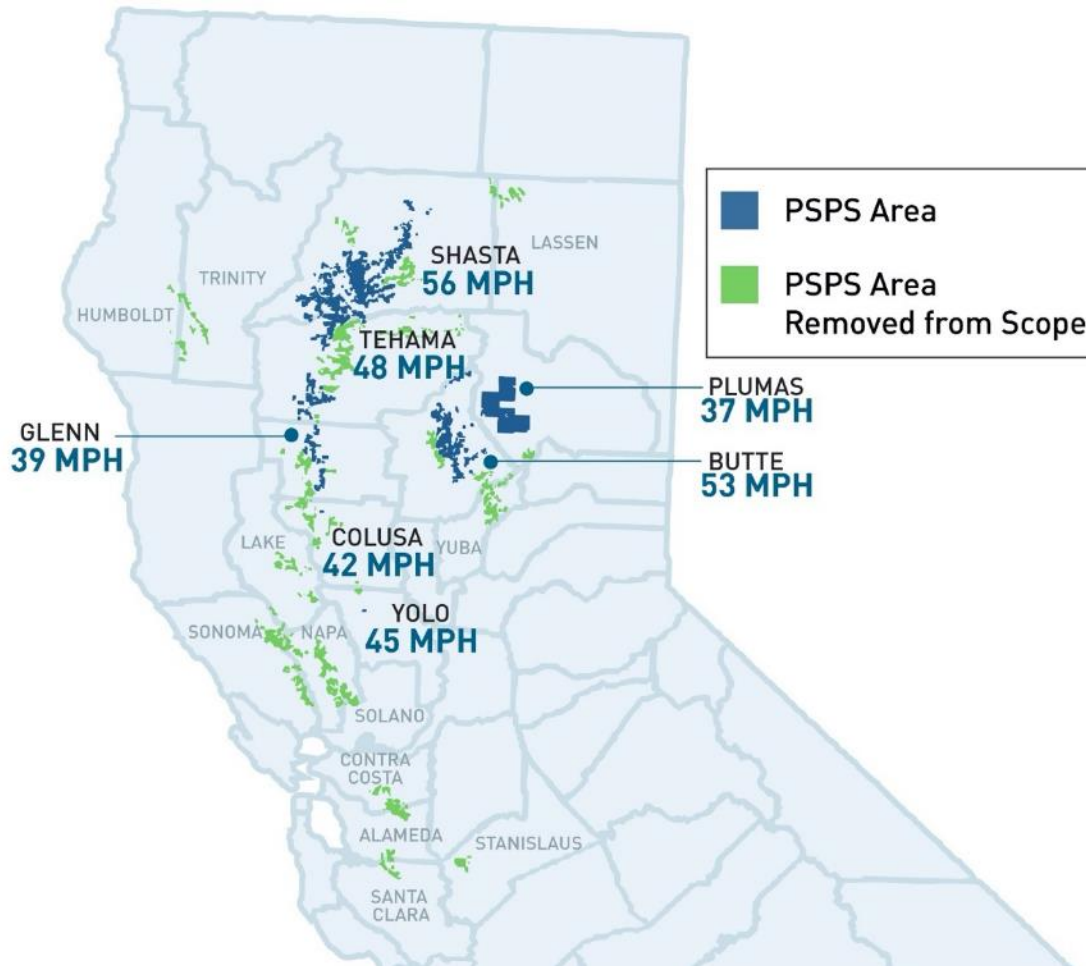 PSPS Area
PSPS Area
Removed from Scope
SHASTA
56 MPH
LASSEN
TRINITY
HUMBOLDT
TEHAMA
48 MPH
PLUMAS
37 MPH
GLENN
39 MPH
BUTTE
53 MPH
COLUSA
42 MPH
LAKE
YUBA
YOLO
45 MPH
SONOMA
NAPA
SOLANO
CONTRA
COSTA
ALAMEDA
STANISLAUS
SANTA
CLARA